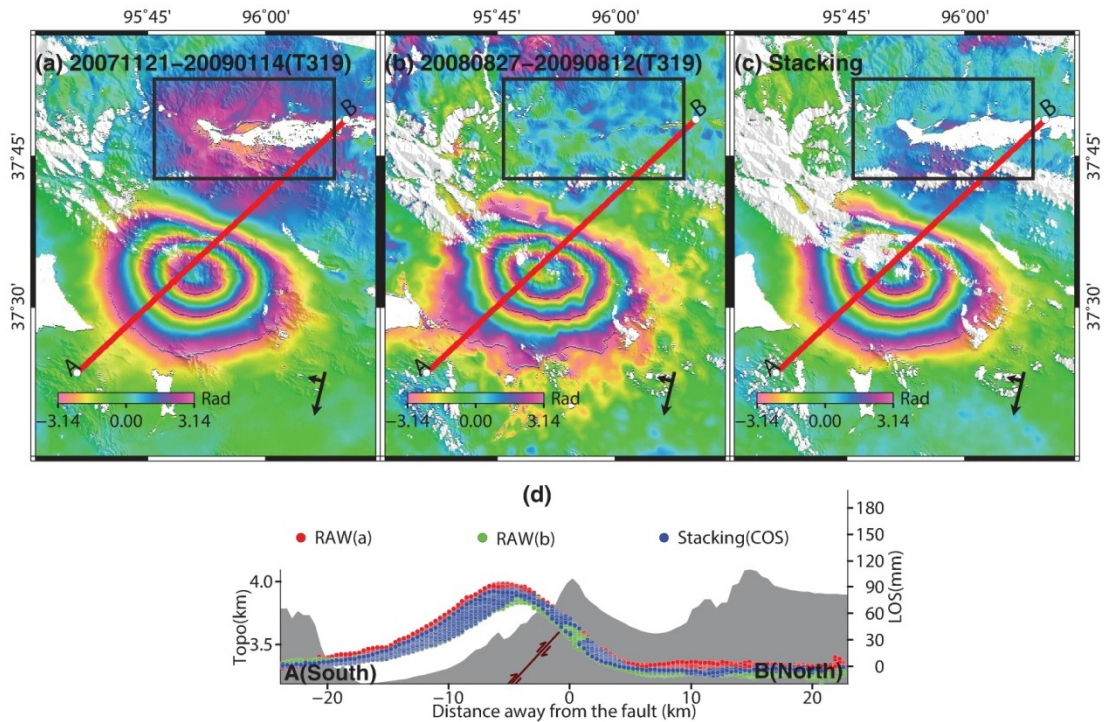 95˚45' 96˚00' 95˚45' 96˚00' 95˚45' 96˚00'
(a) 20071121−20090114(T319) (b) 20080827−20090812(T319) (c) Stacking
B B B
37˚45' 37˚45'
37˚30' 37˚30'
A A A
Rad Rad Rad
−3.14 0.00 3.14 −3.14 0.00 3.14 −3.14 0.00 3.14
(d)
RAW(a) RAW(b) Stacking(COS)
180
150
120
4.0 90
60
3.5 30
0
Topo(km) LOS(mm)
A(South) B(North)
−20 −10 0 10 20
Distance away from the fault (km)